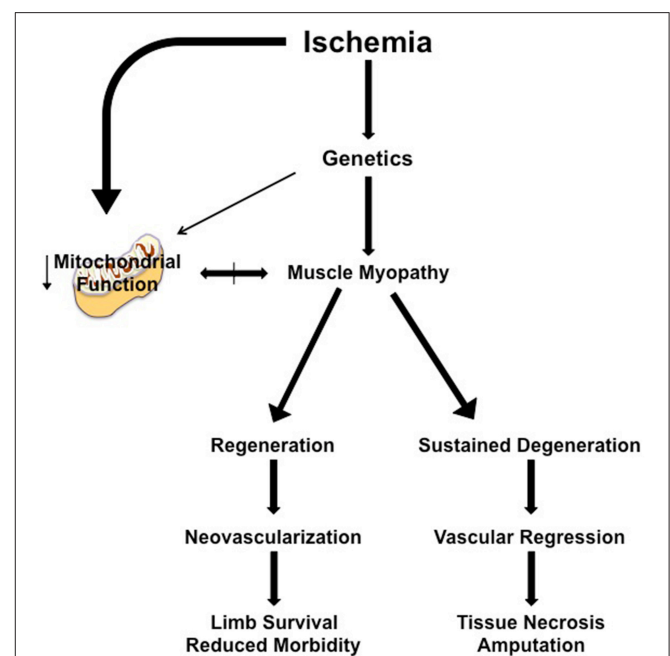 Ischemia
Genetics
Mitochondrial
Function
Muscle Myopathy
Regeneration
Sustained Degeneration
Neovascularization
Vascular Regression
Limb Survival
Reduced Morbidity
Tissue Necrosis
Amputation